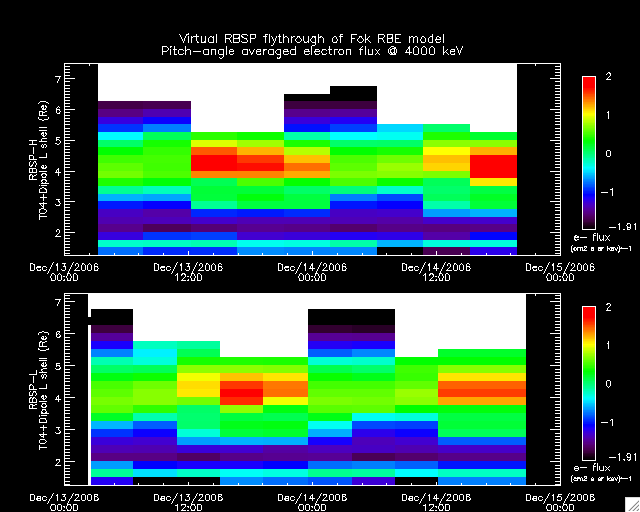 Virtual RBSP flythrough of Fok RBE model
Pitch-angle averaged electron flux @ 4000 keV
RBSP-H
T04+Dipole L shell {Re}
7
6
5
4
3
2
Dec/13/2006 Dec/13/2006 Dec/14/2006 Dec/14/2006 Dec/15/2006
00:00 12:00 00:00 12:00 00:00
2
1
0
-1
-1.91
e- flux
(cm2 s sr keV)-1
RBSP-L
T04+Dipole L shell {Re}
7
6
5
4
3
2
Dec/13/2006 Dec/13/2006 Dec/14/2006 Dec/14/2006 Dec/15/2006
00:00 12:00 00:00 12:00 00:00
2
1
0
-1
-1.91
e- flux
(cm2 s sr keV)-1